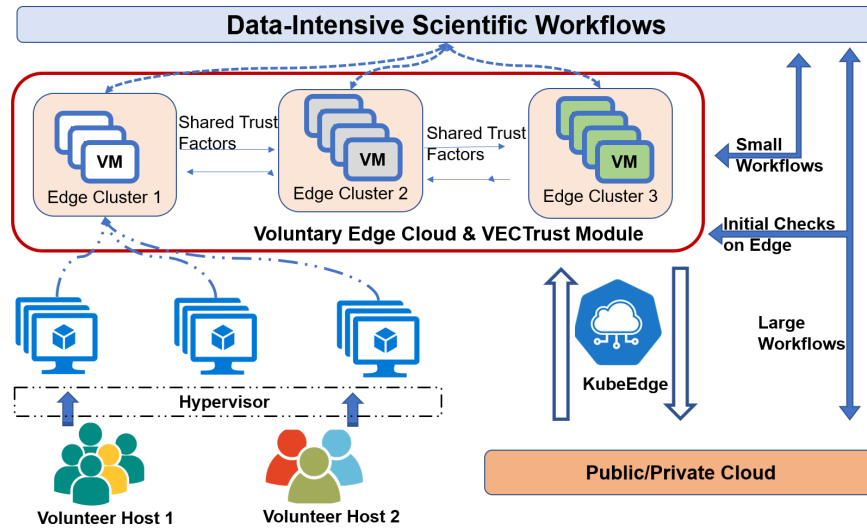 Data-Intensive Scientific Workflows
Shared Trust
Factors
Shared Trust
Factors
VM
VM
VM
Edge Cluster 1
Edge Cluster 2
Edge Cluster 3
Voluntary Edge Cloud & VECTrust Module
Small
Workflows
Initial Checks
on Edge
Large
Workflows
KubeEdge
Hypervisor
Public/Private Cloud
Volunteer Host 1
Volunteer Host 2